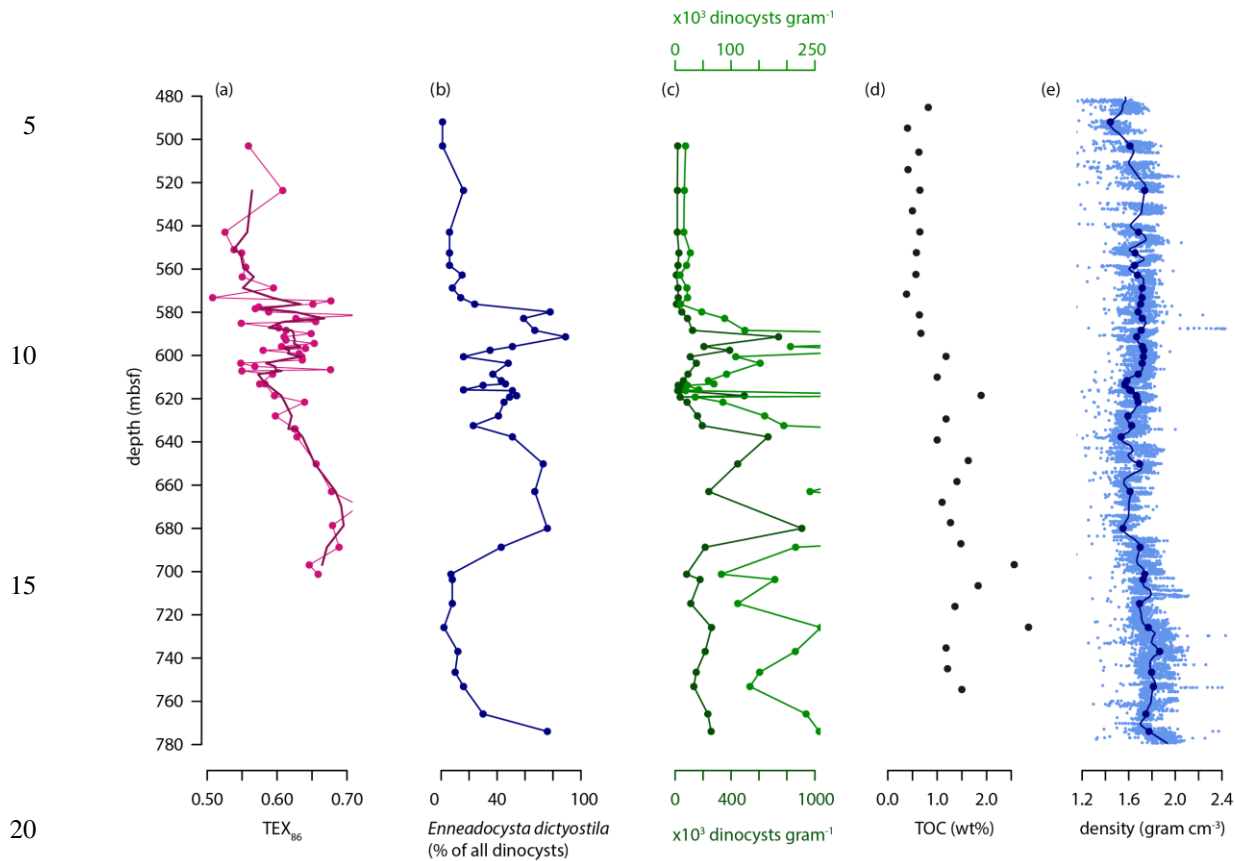 x10³ dinocysts gram⁻¹
0 100 250
(a) (b) (c) (d) (e)
5
10
15
20
depth (mbsf)
480
500
520
540
560
580
600
620
640
660
680
700
720
740
760
780
0.50 0.60 0.70
0 40 100
0 400 1000
0.0 1.0 2.0
1.2 1.6 2.0 2.4
TEX₈₆
Enneadocysta dictyostila
(% of all dinocysts)
x10³ dinocysts gram⁻¹
TOC (wt%)
density (gram cm⁻³)